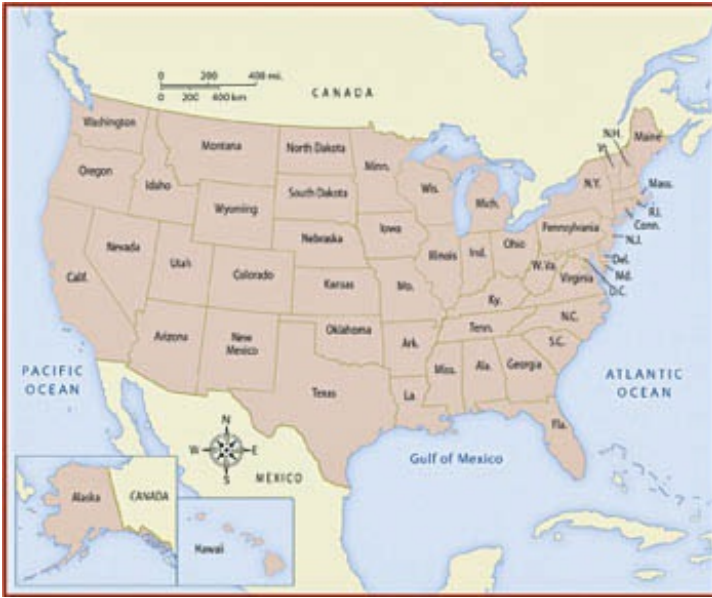 0 200 400 mi.
0 200 400 km
CANADA
Washington
Montana
North Dakota
Minn.
N.H.
Vt.
Maine
Oregon
Idaho
Wyoming
South Dakota
Wis.
Mich.
N.Y.
Mass.
R.I.
Conn.
Nevada
Utah
Colorado
Nebraska
Iowa
Illinois
Ind.
Ohio
Pennsylvania
N.J.
Calif.
Kansas
Mo.
W.Va.
Virginia
Del.
Md.
D.C.
Ky.
Arizona
New
Mexico
Oklahoma
Ark.
Tenn.
N.C.
S.C.
Texas
La.
Miss.
Ala.
Georgia
Fla.
PACIFIC
OCEAN
ATLANTIC
OCEAN
N
W E
S
MEXICO
Gulf of Mexico
Alaska
CANADA
Hawaii